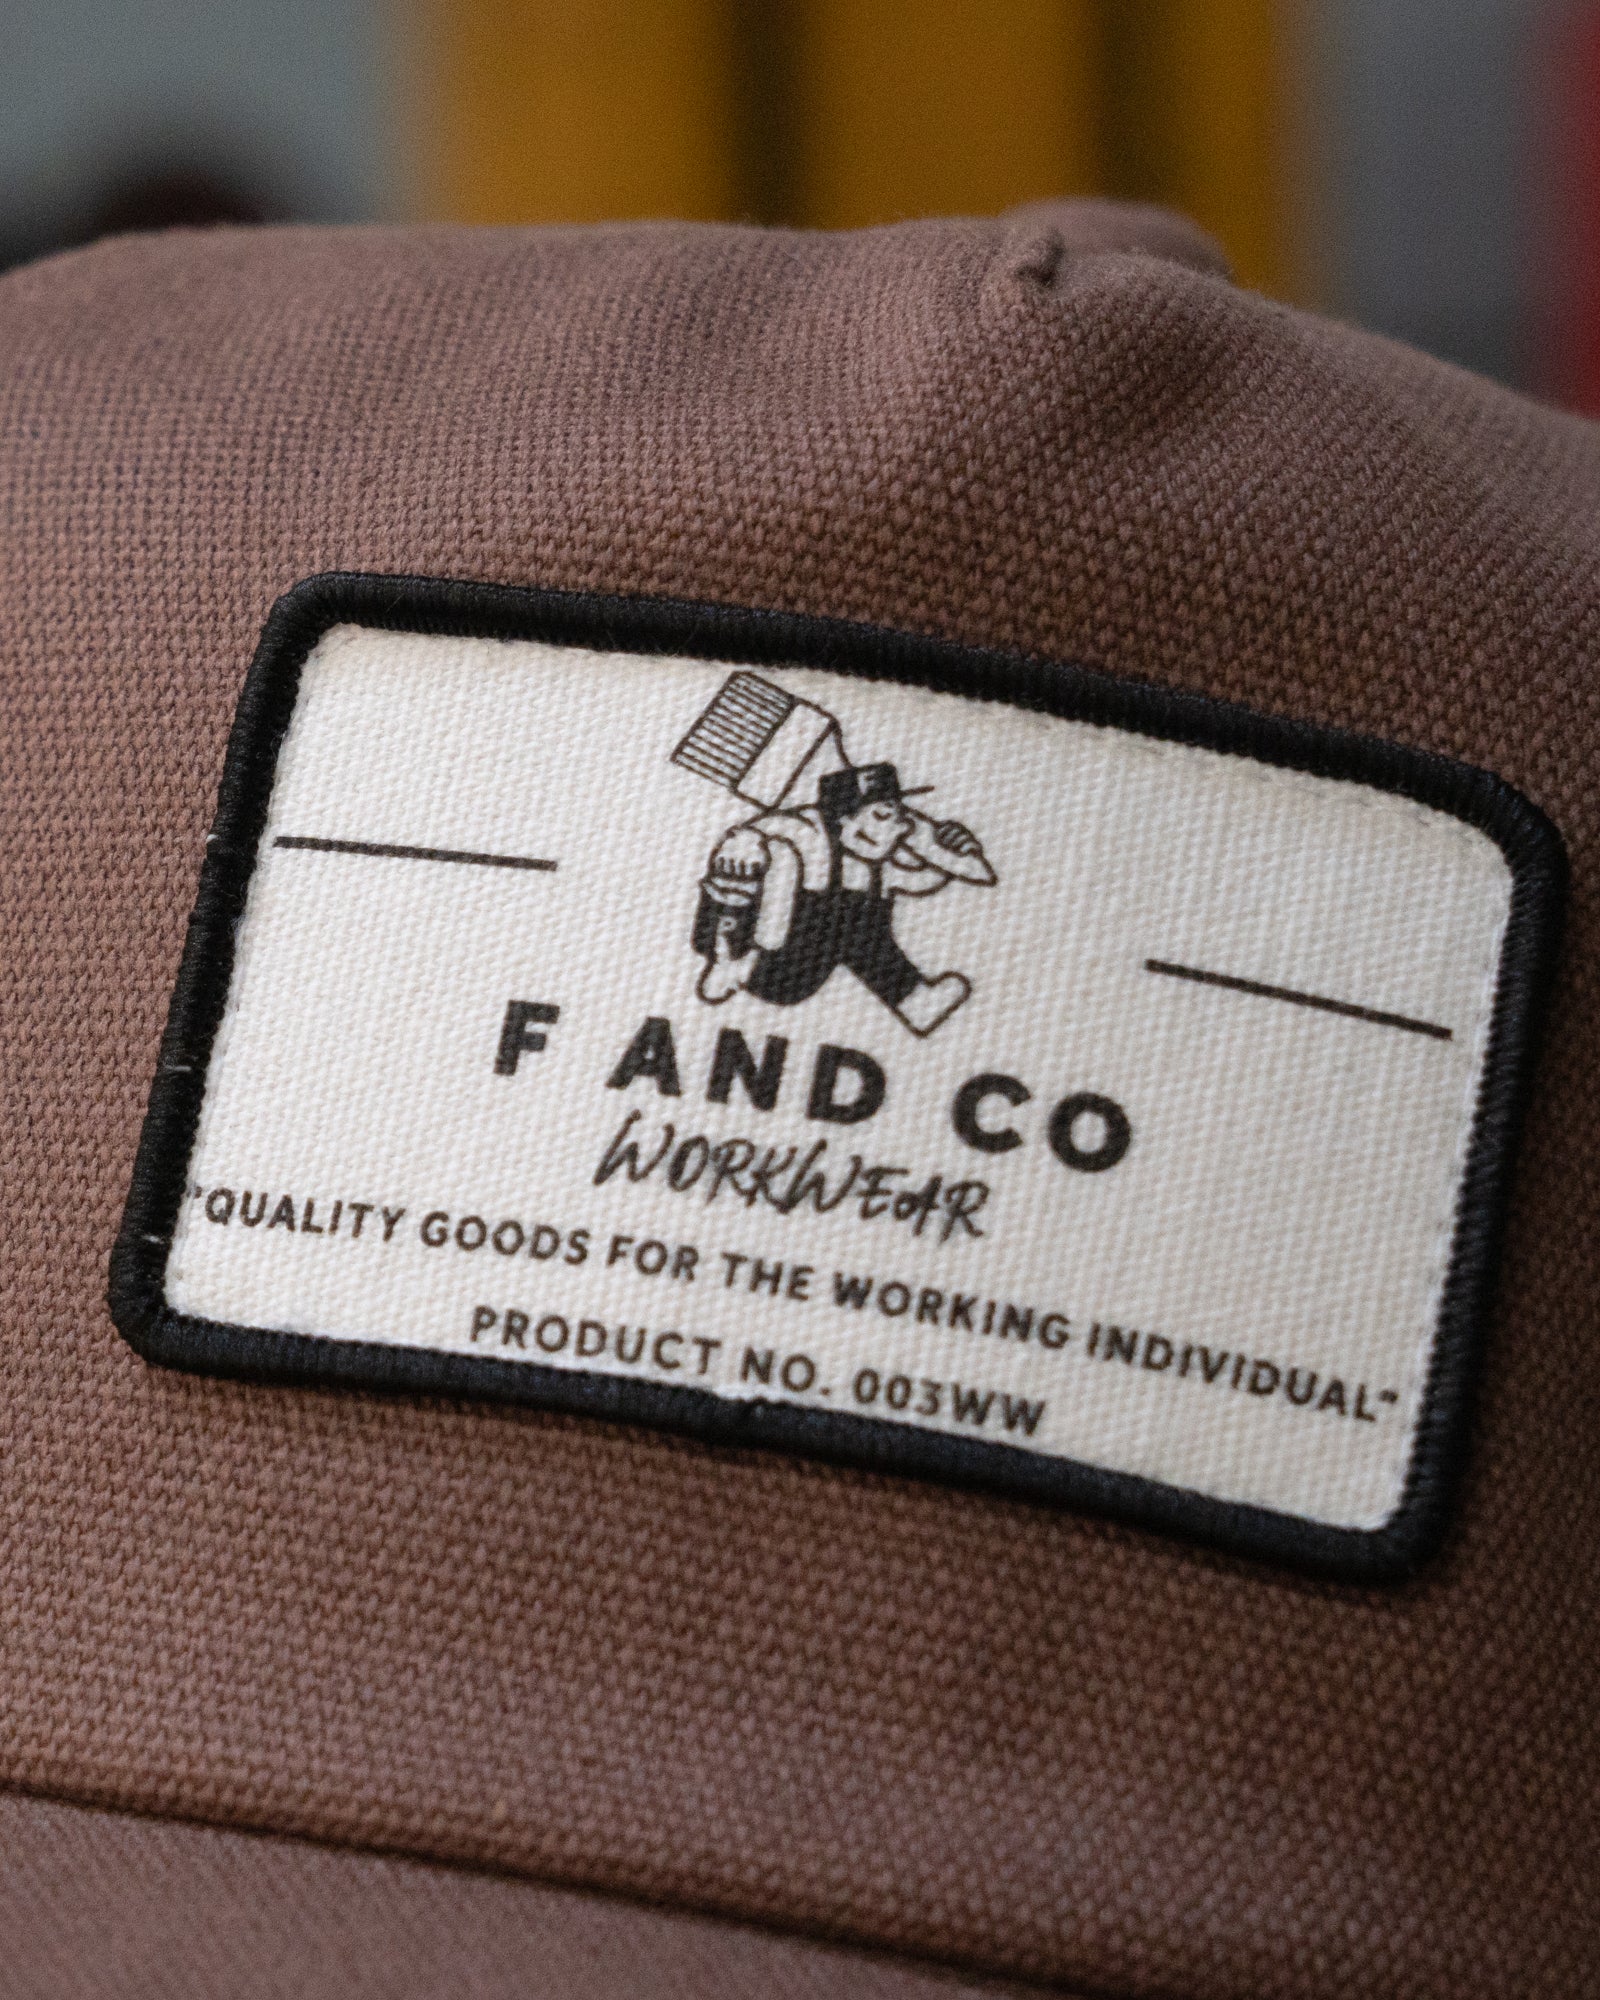 F AND CO
WORKWEAR
"QUALITY GOODS FOR THE WORKING INDIVIDUAL"
PRODUCT NO. 003WW